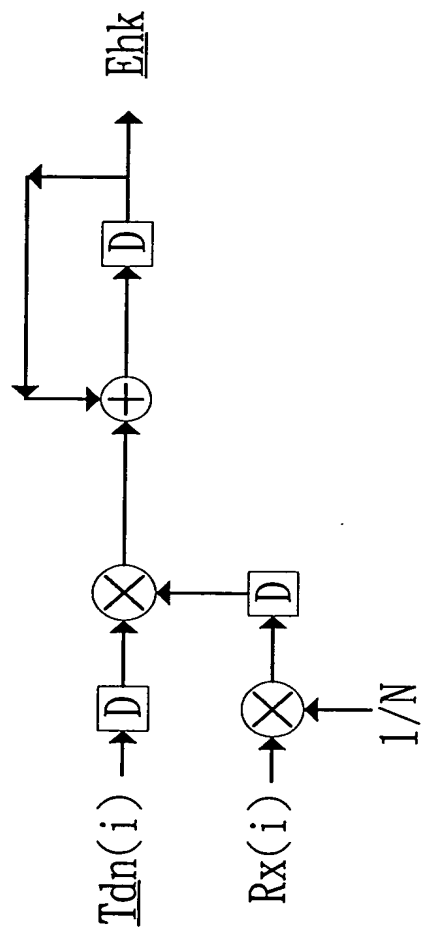 Tdn(i)
D
D
Ehk
Rx(i)
D
1/N